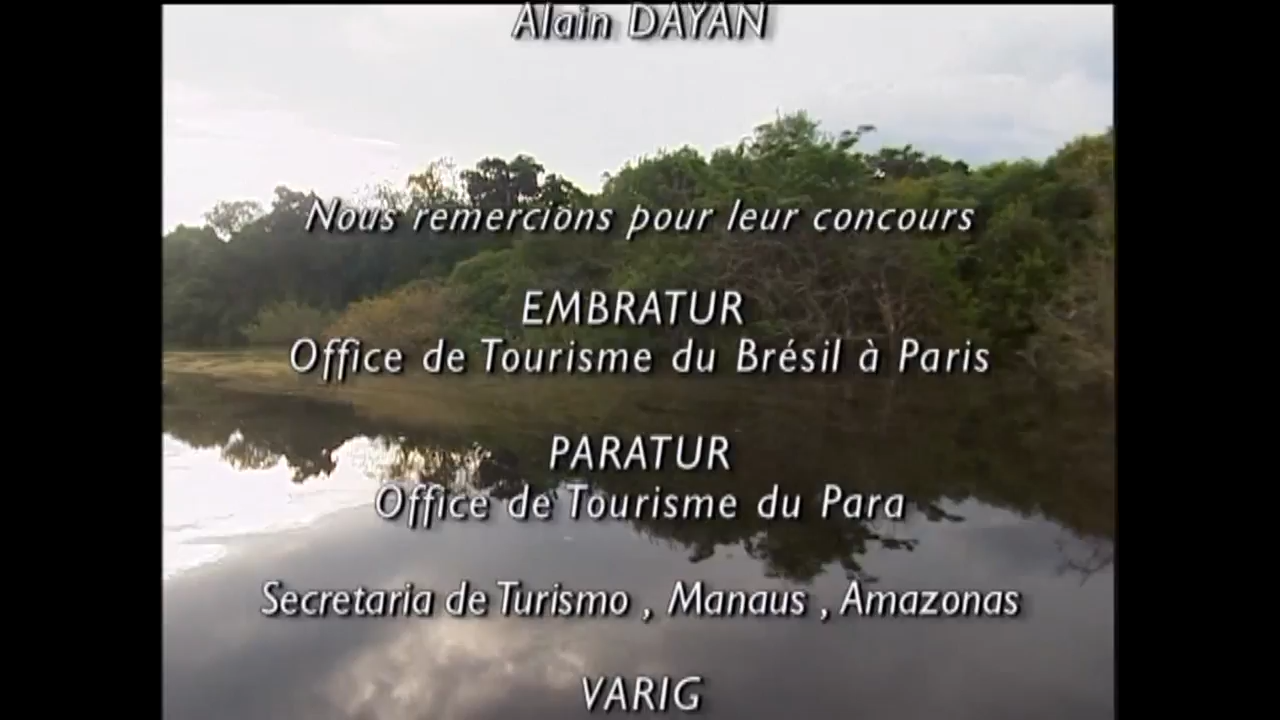 Alain DAYAN
Nous remercions pour leur concours
EMBRATUR
Office de Tourisme du Brésil à Paris
PARATUR
Office de Tourisme du Para
Secretaria de Turismo , Manaus , Amazonas
VARIG